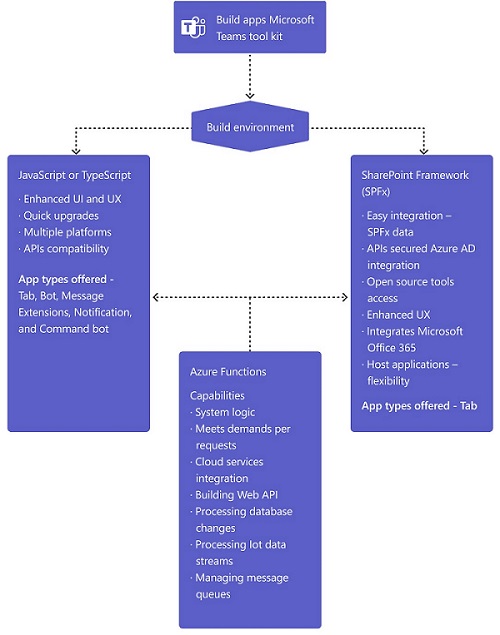 Build apps Microsoft
Teams tool kit
Build environment
JavaScript or TypeScript
· Enhanced UI and UX
· Quick upgrades
· Multiple platforms
· APIs compatibility
App types offered -
Tab, Bot, Message
Extensions, Notification,
and Command bot
SharePoint Framework
(SPFx)
· Easy integration –
SPFx data
· APIs secured Azure AD
integration
· Open source tools
access
· Enhanced UX
· Integrates Microsoft
Office 365
· Host applications –
flexibility
App types offered - Tab
Azure Functions
Capabilities
· System logic
· Meets demands per
requests
· Cloud services
integration
· Building Web API
· Processing database
changes
· Processing lot data
streams
· Managing message
queues